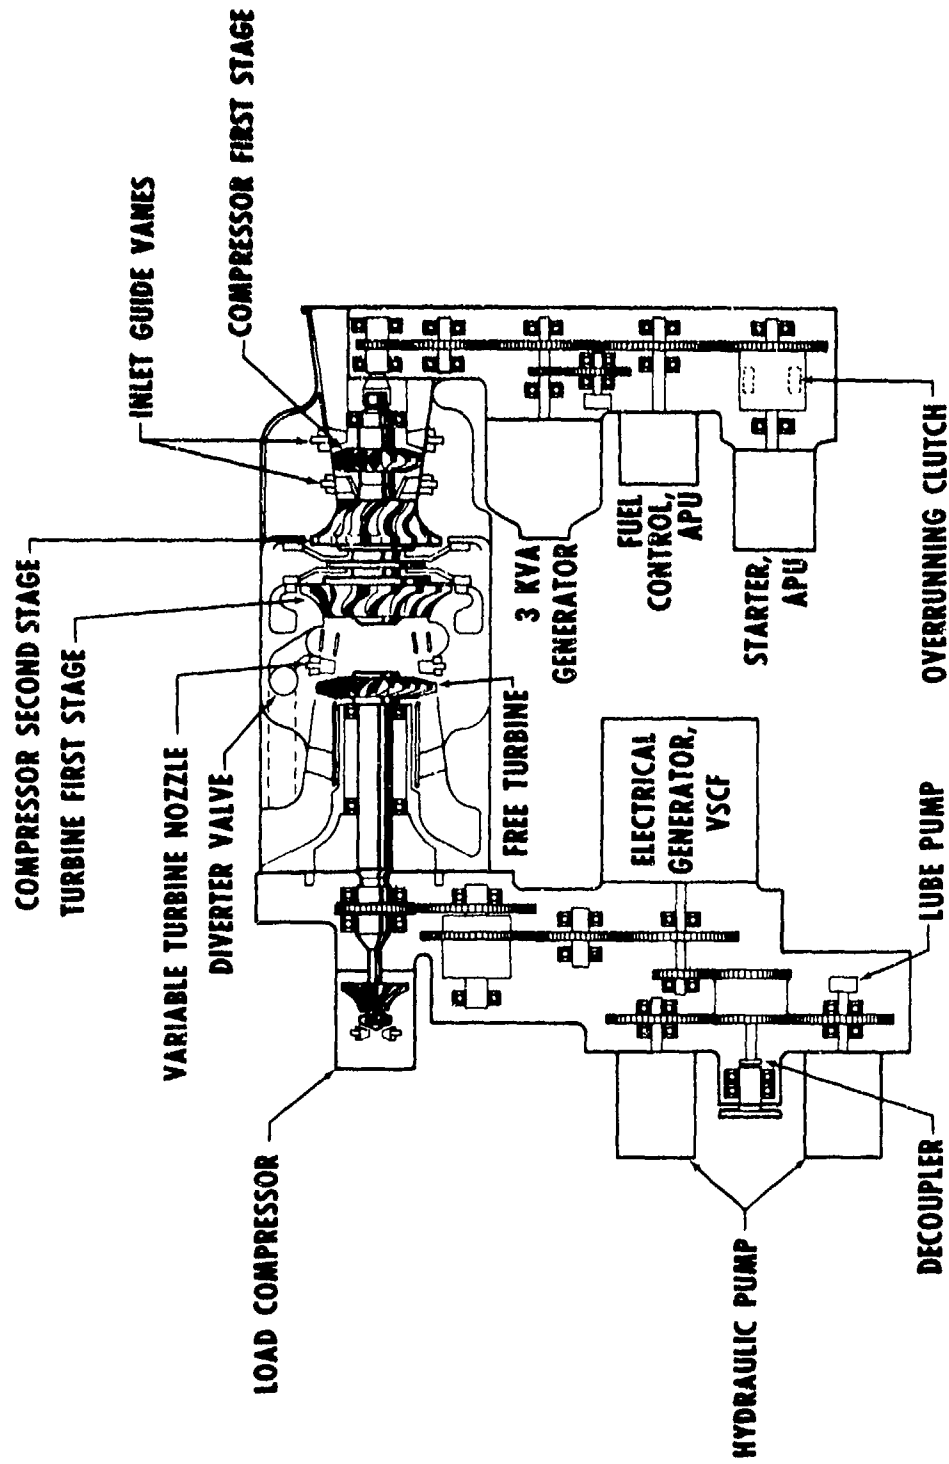 COMPRESSOR SECOND STAGE
TURBINE FIRST STAGE
VARIABLE TURBINE NOZZLE
DIVERTER VALVE
INLET GUIDE VANES
COMPRESSOR FIRST STAGE
LOAD COMPRESSOR
FREE TURBINE
3 KVA
GENERATOR
FUEL
CONTROL,
APU
STARTER,
APU
OVERRUNNING CLUTCH
ELECTRICAL
GENERATOR,
VSCF
LUBE PUMP
DECOUPLER
HYDRAULIC PUMP